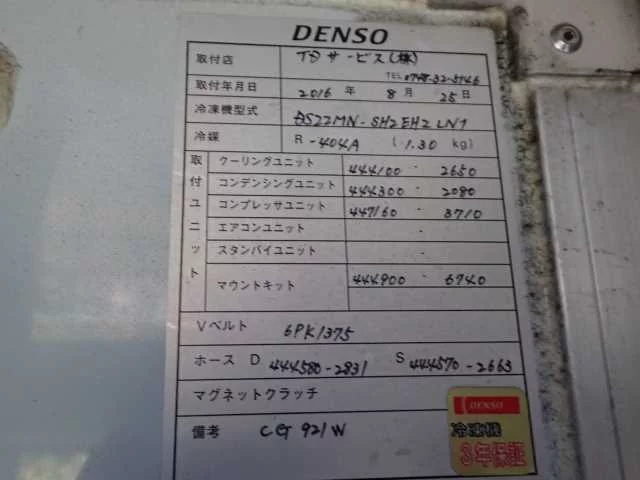 DENSO
取付店 TDサービス(株)
TEL 0748-32-5746
取付年月日 2016 年 8 月 25 日
冷凍機型式 DS22MN-SH2EH2LN1
冷媒 R-404A (1.30 kg)
取付ユニット
クーリングユニット 444100 - 2650
コンデンシングユニット 444300 - 2080
コンプレッサユニット 447160 - 3710
エアコンユニット -
スタンバイユニット -
マウントキット 444900 - 6740
Vベルト 6PK1375
ホース D 444580-2831 S 444570-2663
マグネットクラッチ
備考 CG 921W
DENSO
冷凍機
3年保証